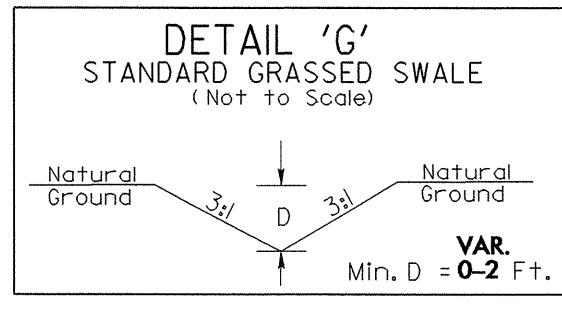 DETAIL 'G'
STANDARD GRASSED SWALE
(Not to Scale)
Natural
Ground
3:1
D
3:1
Natural
Ground
VAR.
Min. D = 0-2 Ft.